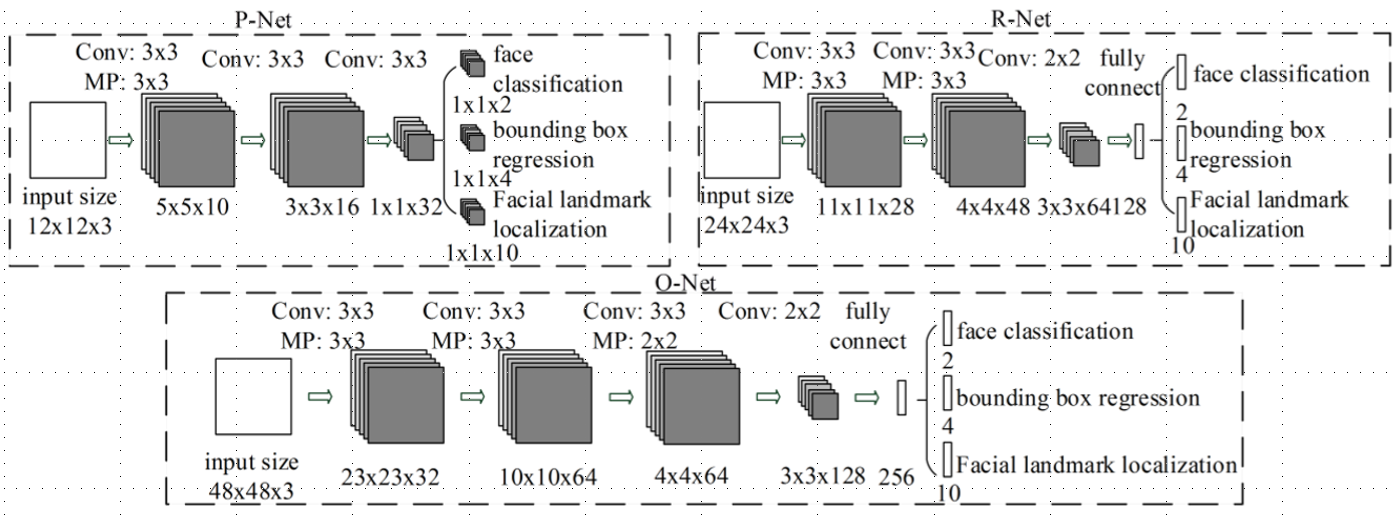 P-Net
Conv: 3x3
MP: 3x3
Conv: 3x3
Conv: 3x3
input size
12x12x3
5x5x10
3x3x16
1x1x32
face
classification
1x1x2
bounding box
regression
1x1x4
Facial landmark
localization
1x1x10
R-Net
Conv: 3x3
MP: 3x3
Conv: 3x3
MP: 3x3
Conv: 2x2
fully
connect
input size
24x24x3
11x11x28
4x4x48
3x3x64
128
face classification
2
bounding box
regression
4
Facial landmark
localization
10
O-Net
Conv: 3x3
MP: 3x3
Conv: 3x3
MP: 3x3
Conv: 3x3
MP: 2x2
Conv: 2x2
fully
connect
input size
48x48x3
23x23x32
10x10x64
4x4x64
3x3x128
256
face classification
2
bounding box regression
4
Facial landmark localization
10